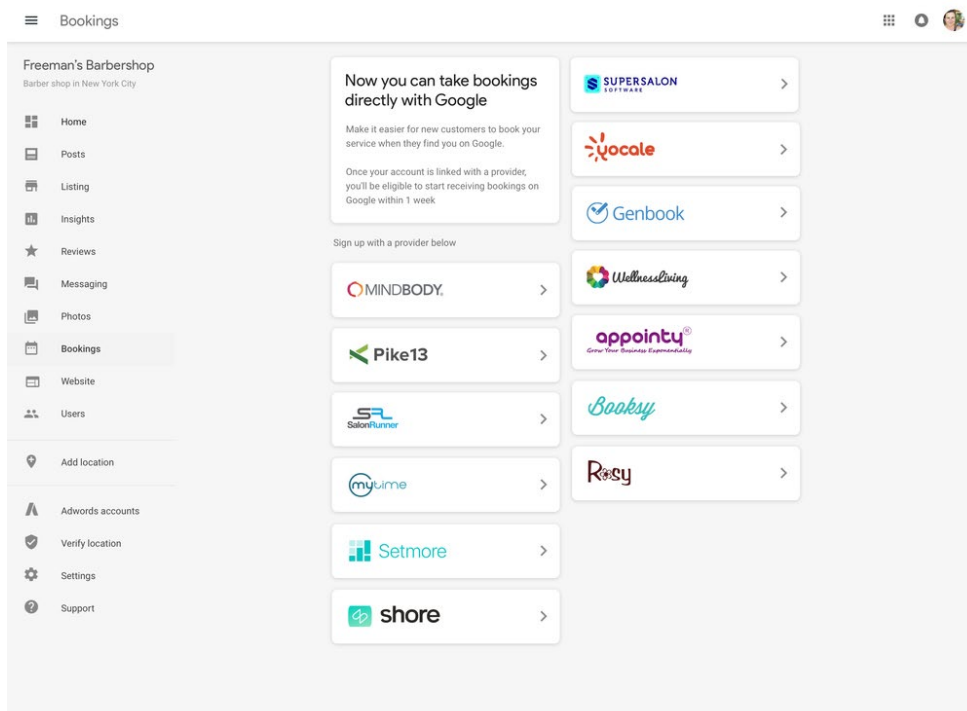 Bookings
Freeman's Barbershop
Barber shop in New York City
Home
Posts
Listing
Insights
Reviews
Messaging
Photos
Bookings
Website
Users
Add location
Adwords accounts
Verify location
Settings
Support
Now you can take bookings
directly with Google
Make it easier for new customers to book your
service when they find you on Google.
Once your account is linked with a provider,
you'll be eligible to start receiving bookings on
Google within 1 week
Sign up with a provider below
MINDBODY
Pike13
SR
SalonRunner
mytime
Setmore
shore
SUPERSALON
SOFTWARE
yocale
Genbook
WellnessLiving
appointy®
Grow Your Business Exponentially
Booksy
Rosy